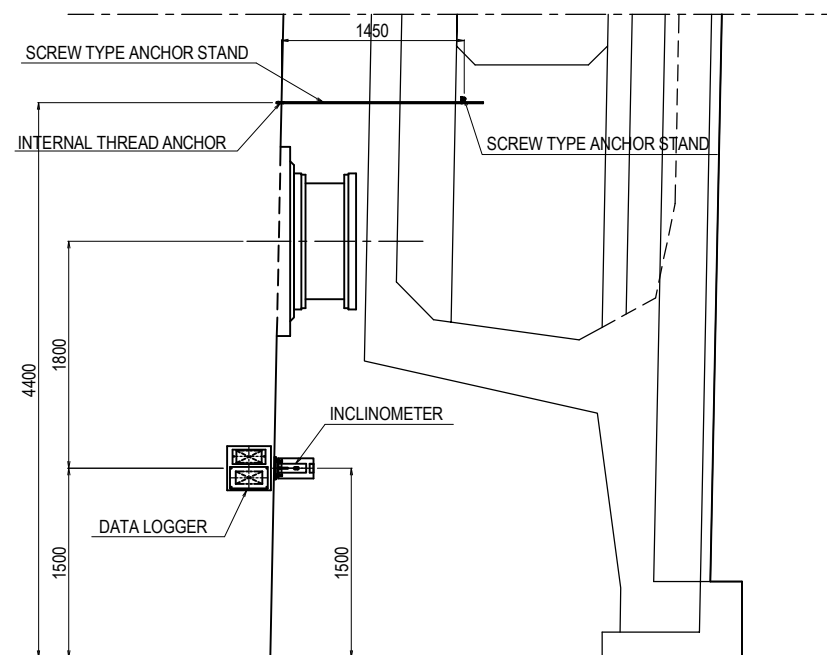 1450
SCREW TYPE ANCHOR STAND
INTERNAL THREAD ANCHOR
SCREW TYPE ANCHOR STAND
1800
4400
INCLINOMETER
DATA LOGGER
1500
1500